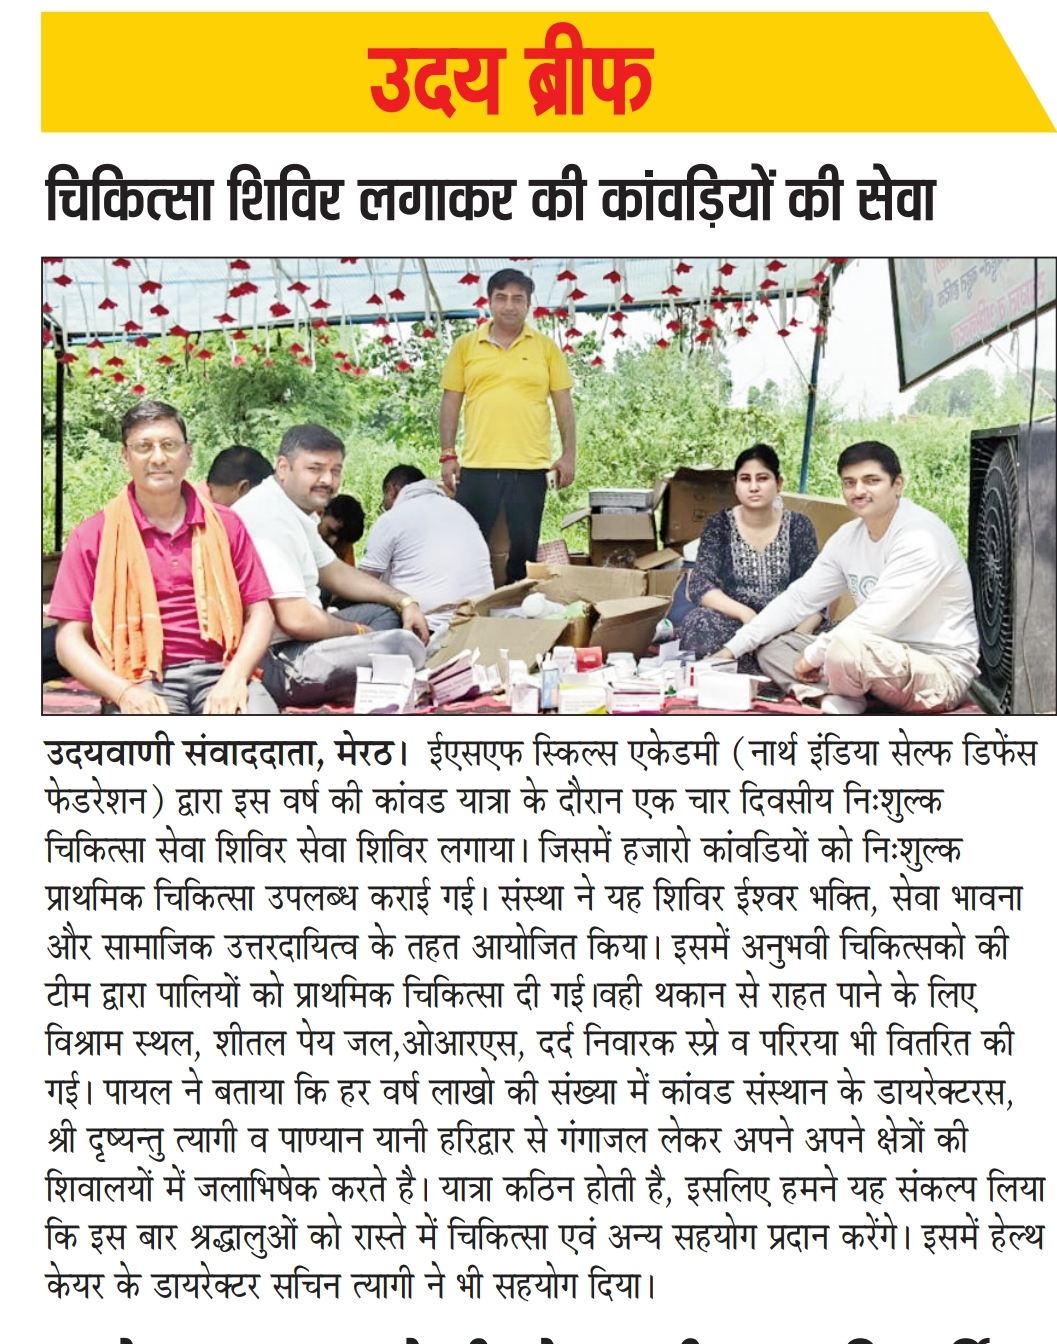 उदय ब्रीफ
चिकित्सा शिविर लगाकर की कांवड़ियों की सेवा
उदयवाणी संवाददाता, मेरठ। ईएसएफ स्किल्स एकेडमी (नार्थ इंडिया सेल्फ डिफेंस
फेडरेशन) द्वारा इस वर्ष की कांवड यात्रा के दौरान एक चार दिवसीय निःशुल्क
चिकित्सा सेवा शिविर सेवा शिविर लगाया। जिसमें हजारो कांवडियों को निःशुल्क
प्राथमिक चिकित्सा उपलब्ध कराई गई। संस्था ने यह शिविर ईश्वर भक्ति, सेवा भावना
और सामाजिक उत्तरदायित्व के तहत आयोजित किया। इसमें अनुभवी चिकित्सको की
टीम द्वारा पालियों को प्राथमिक चिकित्सा दी गई।वही थकान से राहत पाने के लिए
विश्राम स्थल, शीतल पेय जल,ओआरएस, दर्द निवारक स्प्रे व परिरया भी वितरित की
गई। पायल ने बताया कि हर वर्ष लाखो की संख्या में कांवड संस्थान के डायरेक्टरस,
श्री दृष्यन्तु त्यागी व पाण्यान यानी हरिद्वार से गंगाजल लेकर अपने अपने क्षेत्रों की
शिवालयों में जलाभिषेक करते है। यात्रा कठिन होती है, इसलिए हमने यह संकल्प लिया
कि इस बार श्रद्धालुओं को रास्ते में चिकित्सा एवं अन्य सहयोग प्रदान करेंगे। इसमें हेल्थ
केयर के डायरेक्टर सचिन त्यागी ने भी सहयोग दिया।